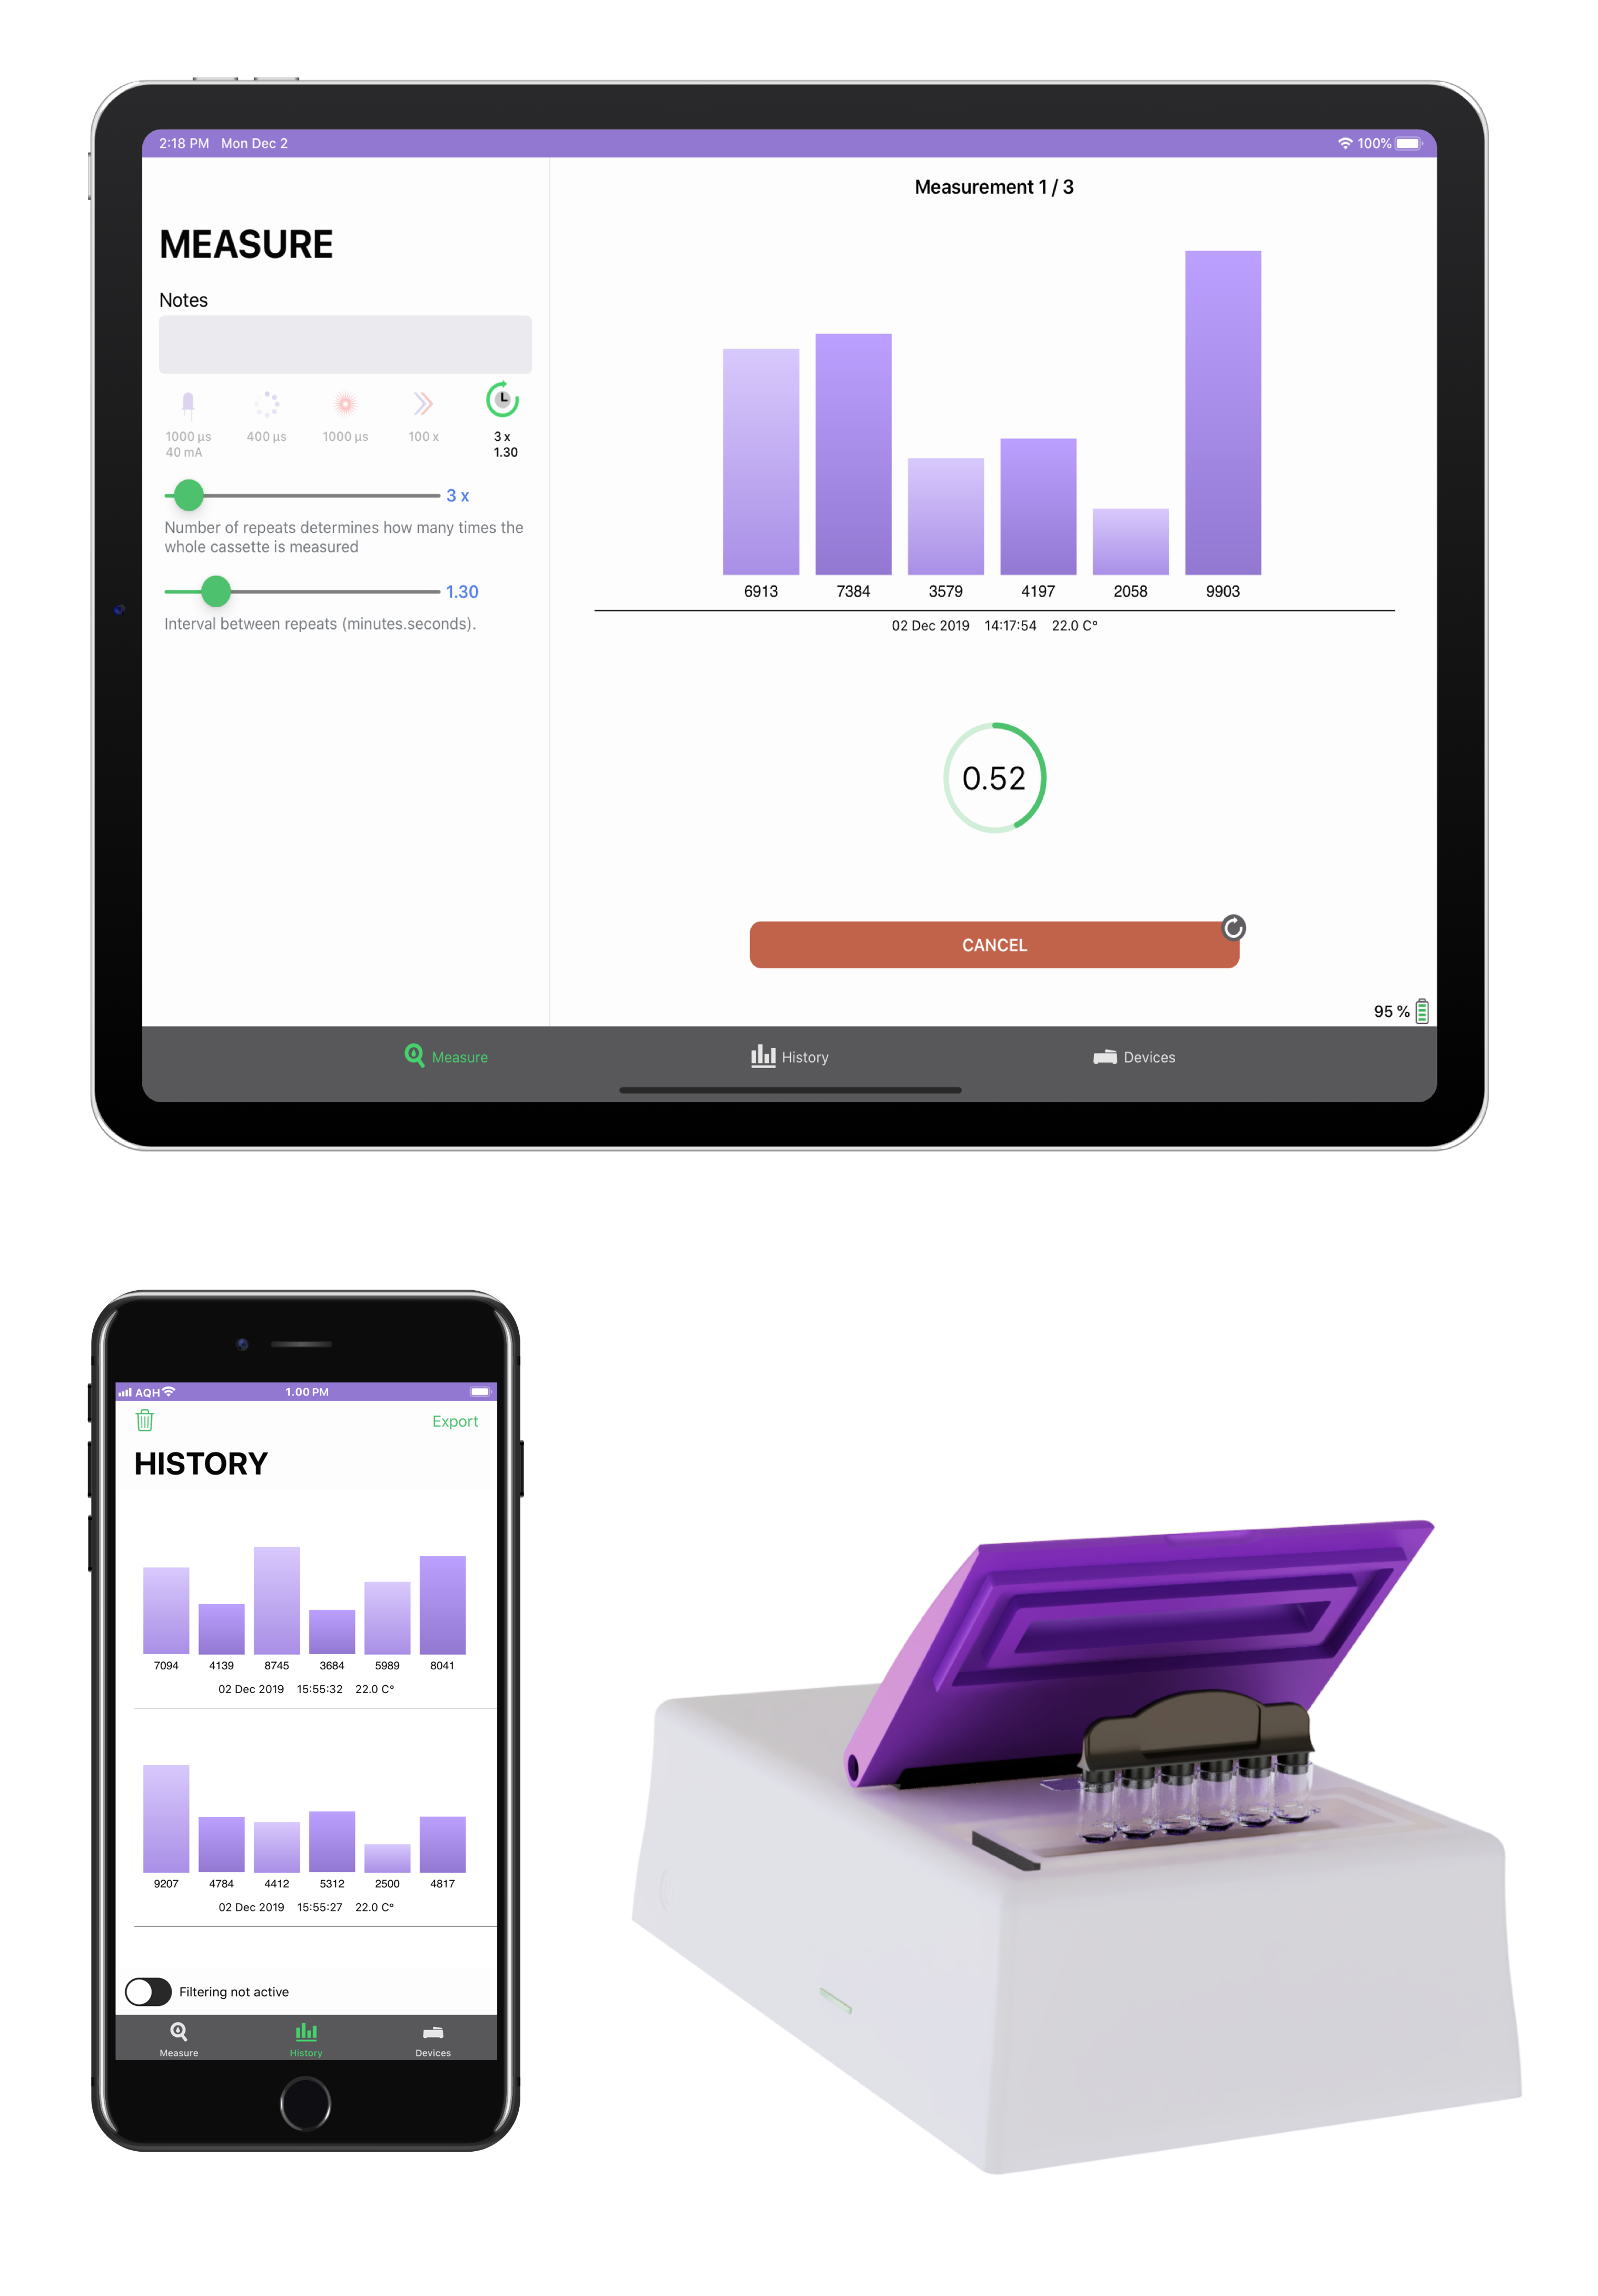 2:18 PM Mon Dec 2
100%
MEASURE
Notes
1000 µs
40 mA
400 µs
1000 µs
100 x
3 x
1.30
3 x
Number of repeats determines how many times the
whole cassette is measured
1.30
Interval between repeats (minutes.seconds).
Measurement 1 / 3
6913 7384 3579 4197 2058 9903
02 Dec 2019 14:17:54 22.0 C°
0.52
CANCEL
95 %
Measure History Devices
AQH 1.00 PM
Export
HISTORY
7094 4139 8745 3684 5989 8041
02 Dec 2019 15:55:32 22.0 C°
9207 4784 4412 5312 2500 4817
02 Dec 2019 15:55:27 22.0 C°
Filtering not active
Measure History Devices